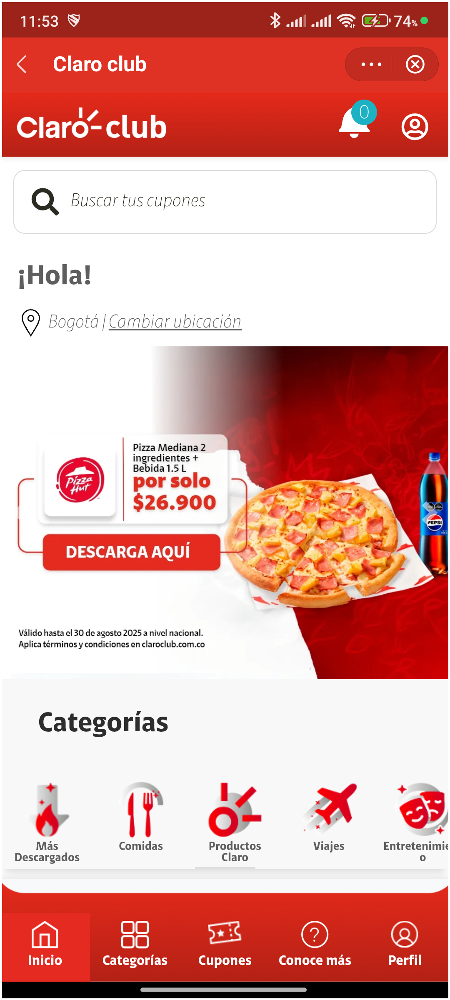 11:53 74%
Claro club
Claro-club
0
Buscar tus cupones
¡Hola!
Bogotá | Cambiar ubicación
Pizza Mediana 2
ingredientes +
Bebida 1.5 L
por solo
$26.900
Pizza
Hut
PEPSI
DESCARGA AQUÍ
Válido hasta el 30 de agosto 2025 a nivel nacional.
Aplica términos y condiciones en claroclub.com.co
Categorías
Más
Descargados
Comidas
Productos
Claro
Viajes
Entretenimie
o
Inicio
Categorías
Cupones
Conoce más
Perfil